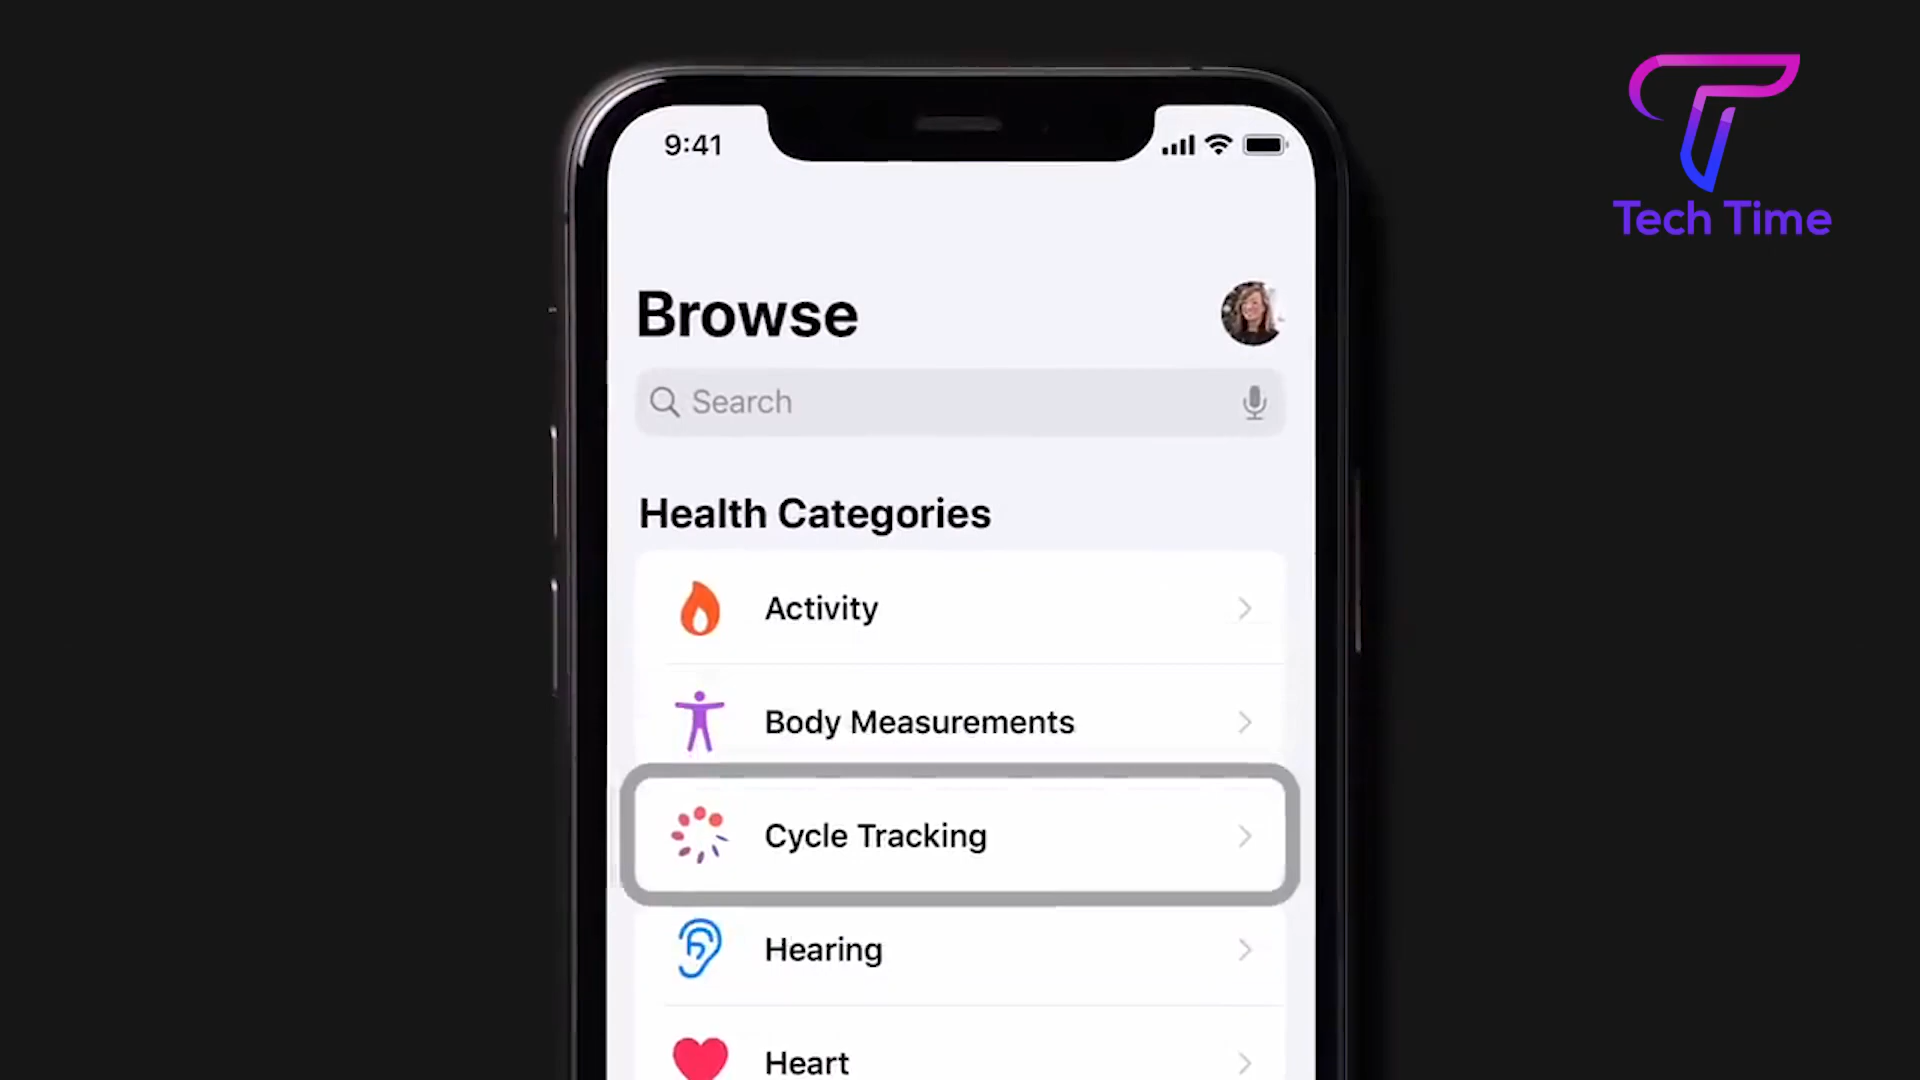 9:41
Tech Time
Browse
Search
Health Categories
Activity
Body Measurements
Cycle Tracking
Hearing
Heart